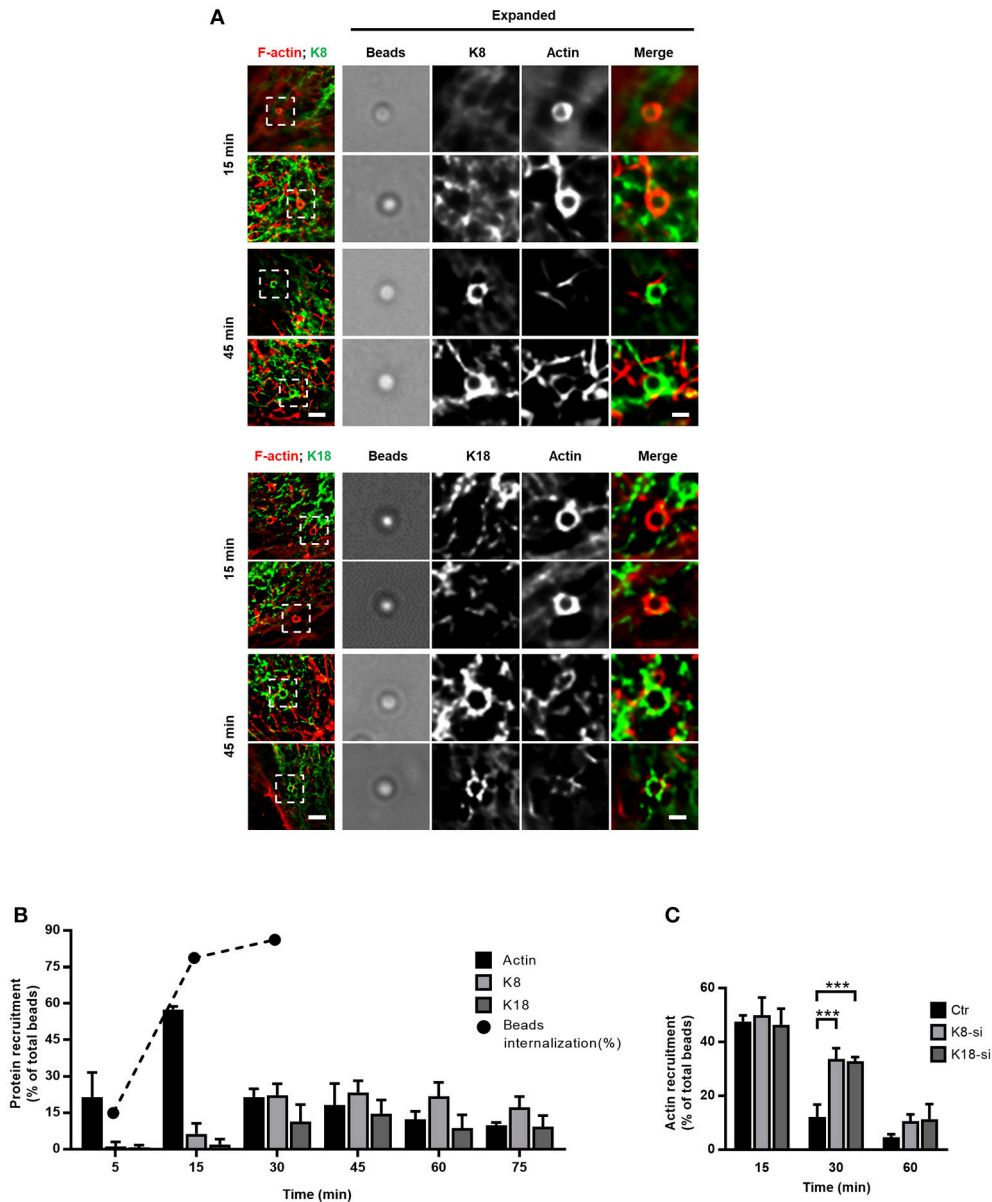 A
Expanded
F-actin; K8
Beads
K8
Actin
Merge
15 min
45 min
F-actin; K18
Beads
K18
Actin
Merge
15 min
45 min
B
Protein recruitment
(% of total beads)
90
75
60
45
30
15
0
5
15
30
45
60
75
Time (min)
Actin
K8
K18
Beads
internalization(%)
C
Actin recruitment
(% of total beads)
60
40
20
0
***
***
15
30
60
Time (min)
Ctr
K8-si
K18-si